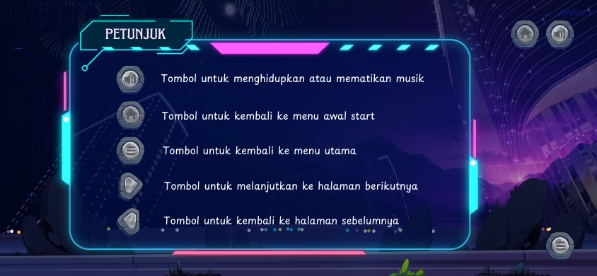 PETUNJUK
Tombol untuk menghidupkan atau mematikan musik
Tombol untuk kembali ke menu awal start
Tombol untuk kembali ke menu utama
Tombol untuk melanjutkan ke halaman berikutnya
Tombol untuk kembali ke halaman sebelumnya